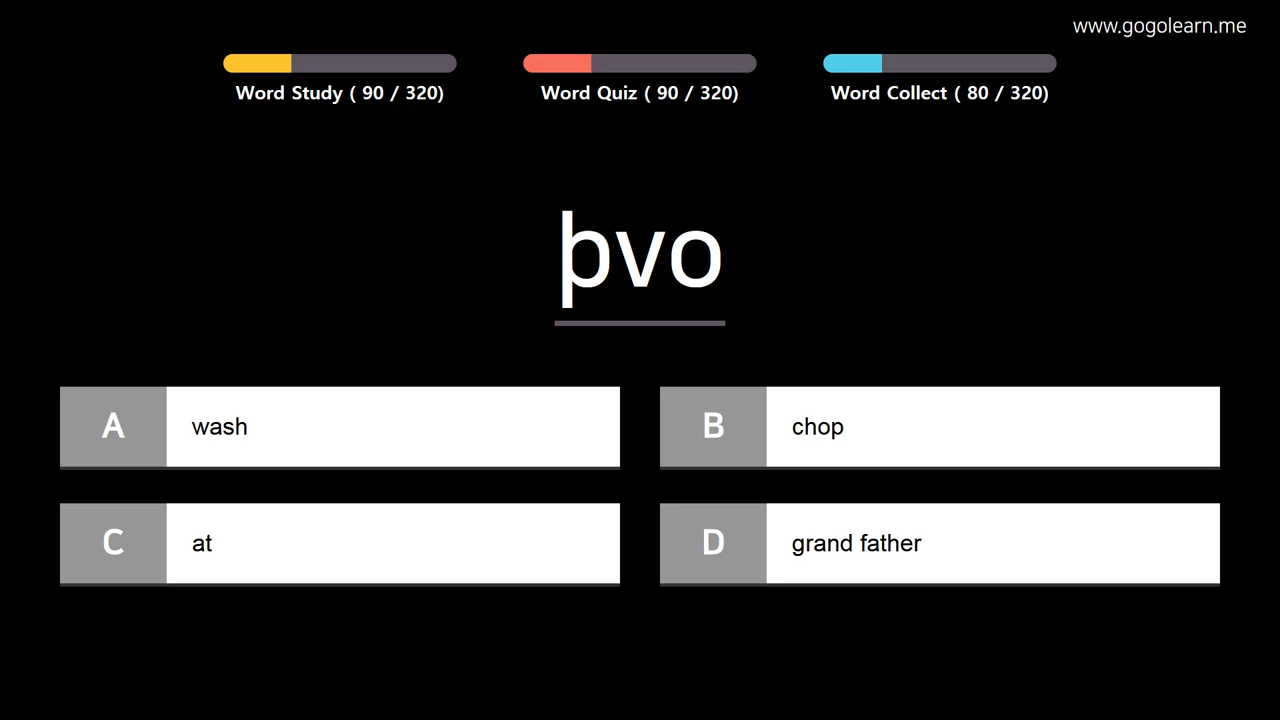 www.gogolearn.me
Word Study ( 90 / 320)
Word Quiz ( 90 / 320)
Word Collect ( 80 / 320)
þvo
A wash
B chop
C at
D grand father